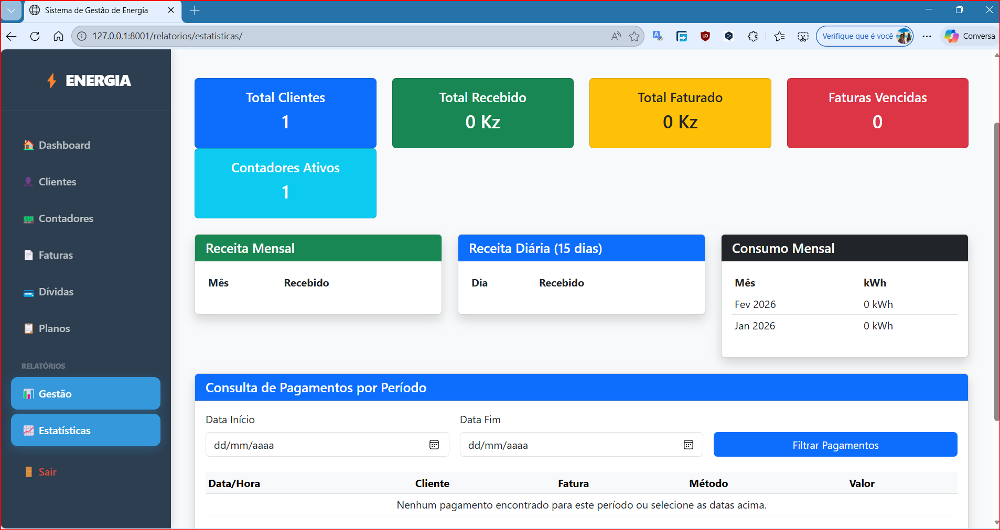 Sistema de Gestão de Energia
127.0.0.1:8001/relatorios/estatisticas/
Verifique que é você
Conversa
ENERGIA
Dashboard
Clientes
Contadores
Faturas
Dívidas
Planos
RELATÓRIOS
Gestão
Estatísticas
Sair
Total Clientes
1
Total Recebido
0 Kz
Total Faturado
0 Kz
Faturas Vencidas
0
Contadores Ativos
1
Receita Mensal
Mês Recebido
Receita Diária (15 dias)
Dia Recebido
Consumo Mensal
Mês kWh
Fev 2026 0 kWh
Jan 2026 0 kWh
Consulta de Pagamentos por Período
Data Início Data Fim
dd/mm/aaaa dd/mm/aaaa Filtrar Pagamentos
Data/Hora Cliente Fatura Método Valor
Nenhum pagamento encontrado para este período ou selecione as datas acima.